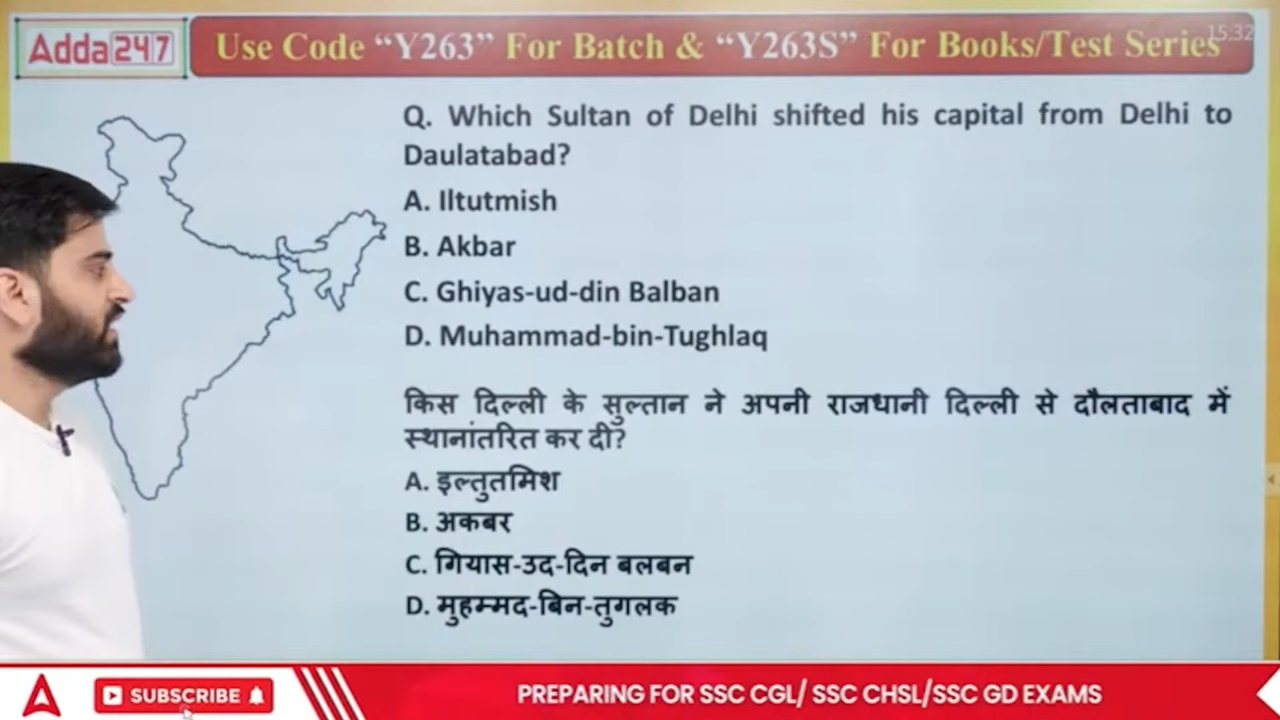 Adda247
Use Code “Y263” For Batch & “Y263S” For Books/Test Series
15:32
Q. Which Sultan of Delhi shifted his capital from Delhi to
Daulatabad?
A. Iltutmish
B. Akbar
C. Ghiyas-ud-din Balban
D. Muhammad-bin-Tughlaq
किस दिल्ली के सुल्तान ने अपनी राजधानी दिल्ली से दौलताबाद में
स्थानांतरित कर दी?
A. इल्तुतमिश
B. अकबर
C. गियास-उद-दिन बलबन
D. मुहम्मद-बिन-तुगलक
SUBSCRIBE
PREPARING FOR SSC CGL/ SSC CHSL/SSC GD EXAMS